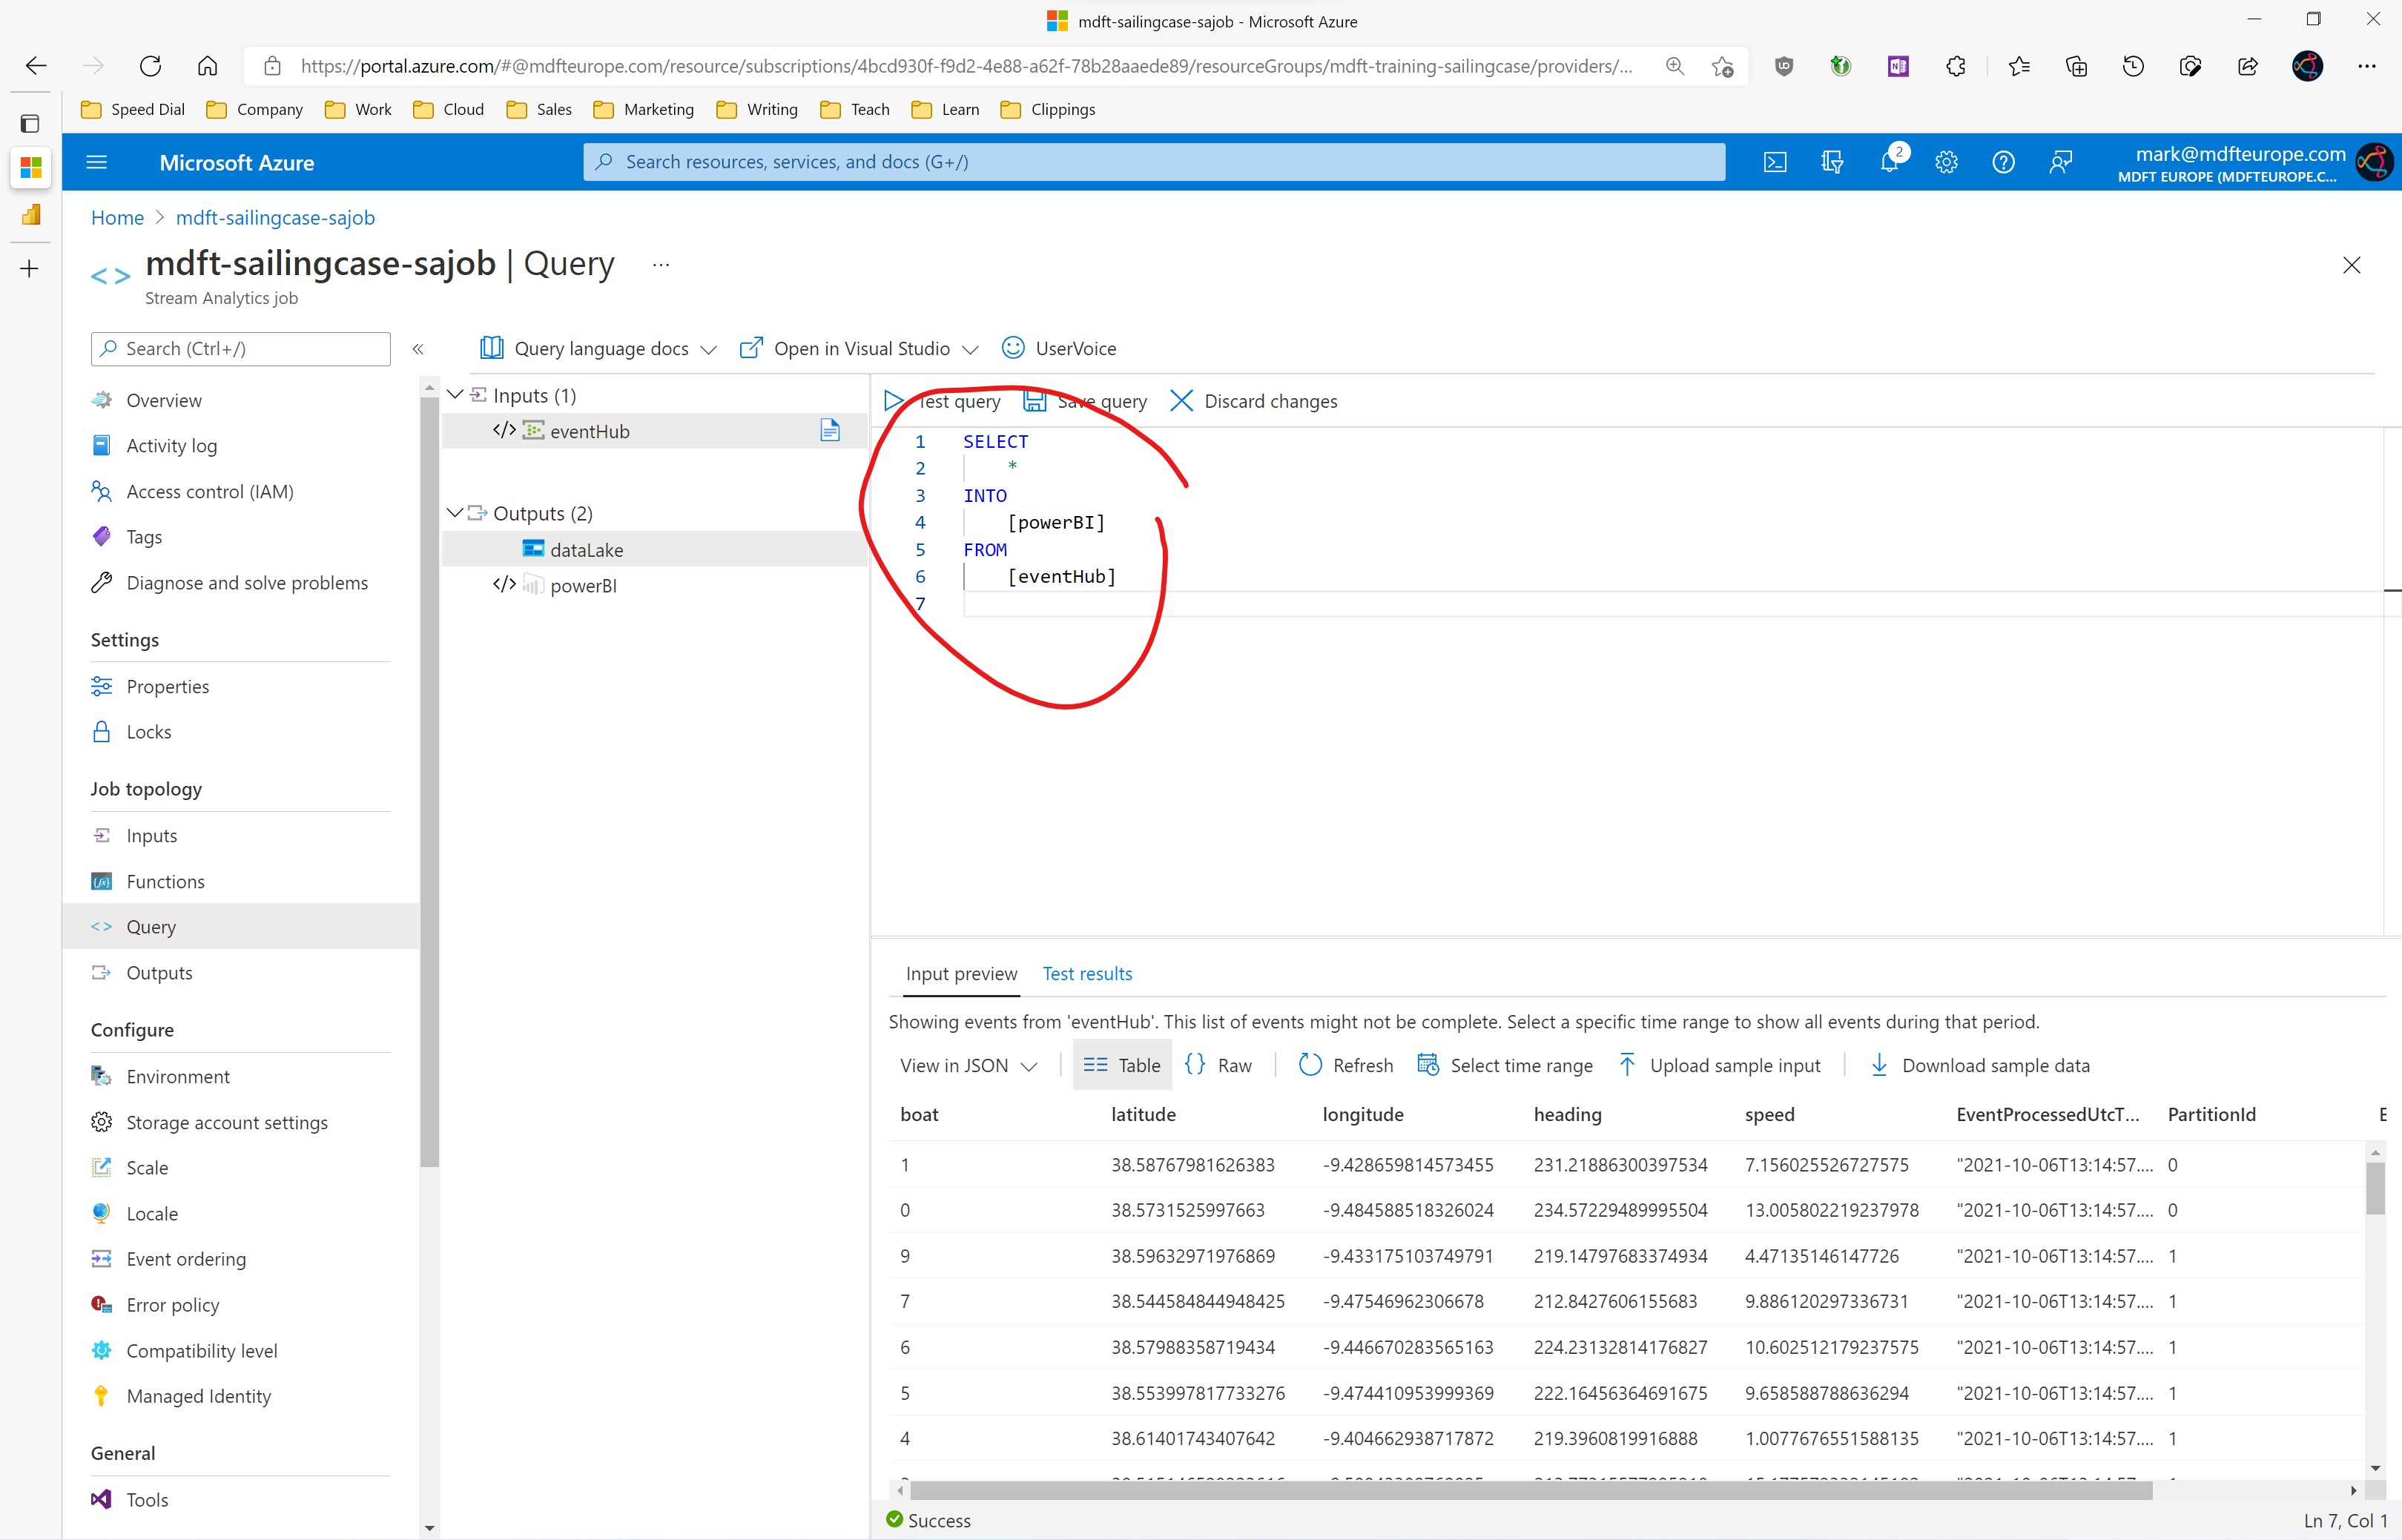 mdft-sailingcase-sajob - Microsoft Azure
https://portal.azure.com/#@mdfteurope.com/resource/subscriptions/4bcd930f-f9d2-4e88-a62f-78b28aaede89/resourceGroups/mdft-training-sailingcase/providers/...
Speed Dial Company Work Cloud Sales Marketing Writing Teach Learn Clippings
Microsoft Azure
Search resources, services, and docs (G+/)
2
mark@mdfteurope.com
MDFT EUROPE (MDFTEUROPE.C...
Home > mdft-sailingcase-sajob
mdft-sailingcase-sajob | Query ...
Stream Analytics job
Search (Ctrl+/)
Overview
Activity log
Access control (IAM)
Tags
Diagnose and solve problems
Settings
Properties
Locks
Job topology
Inputs
Functions
Query
Outputs
Configure
Environment
Storage account settings
Scale
Locale
Event ordering
Error policy
Compatibility level
Managed Identity
General
Tools
Query language docs Open in Visual Studio UserVoice
Inputs (1)
eventHub
Outputs (2)
dataLake
powerBI
Test query Save query Discard changes
1 SELECT
2 *
3 INTO
4 [powerBI]
5 FROM
6 [eventHub]
7
Input preview Test results
Showing events from 'eventHub'. This list of events might not be complete. Select a specific time range to show all events during that period.
View in JSON Table {} Raw Refresh Select time range Upload sample input Download sample data
boat latitude longitude heading speed EventProcessedUtcT... PartitionId E
1 38.58767981626383 -9.428659814573455 231.21886300397534 7.156025526727575 "2021-10-06T13:14:57.... 0
0 38.5731525997663 -9.484588518326024 234.57229489995504 13.005802219237978 "2021-10-06T13:14:57.... 0
9 38.59632971976869 -9.433175103749791 219.14797683374934 4.47135146147726 "2021-10-06T13:14:57.... 1
7 38.544584844948425 -9.47546962306678 212.8427606155683 9.886120297336731 "2021-10-06T13:14:57.... 1
6 38.57988358719434 -9.446670283565163 224.23132814176827 10.602512179237575 "2021-10-06T13:14:57.... 1
5 38.553997817733276 -9.474410953999369 222.16456364691675 9.658588788636294 "2021-10-06T13:14:57.... 1
4 38.61401743407642 -9.404662938717872 219.3960819916888 1.0077676551588135 "2021-10-06T13:14:57.... 1
Success
Ln 7, Col 1